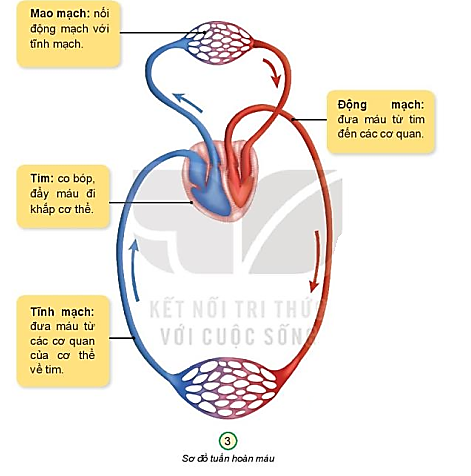 Mao mạch: nối
động mạch với
tĩnh mạch.
Động mạch:
đưa máu từ tim
đến các cơ quan.
Tim: co bóp,
đẩy máu đi
khắp cơ thể.
KẾT NỐI TRI THỨC
VỚI CUỘC SỐNG
Tĩnh mạch:
đưa máu từ
các cơ quan
của cơ thể
về tim.
3
Sơ đồ tuần hoàn máu